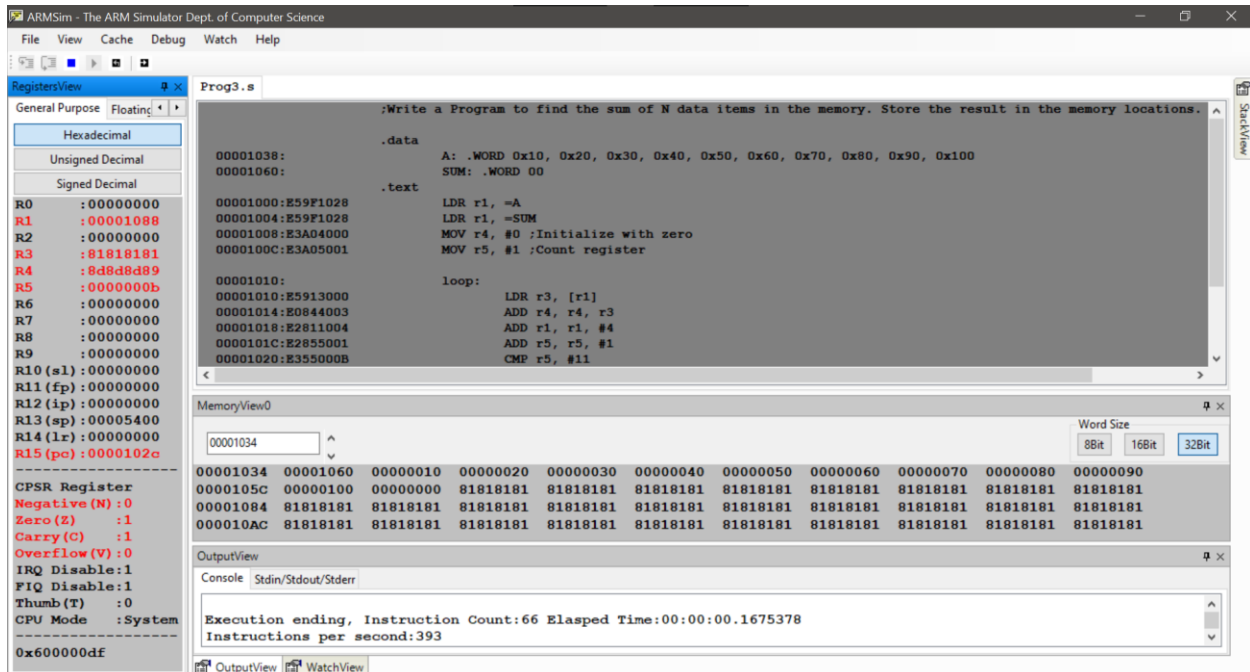 ARMSim - The ARM Simulator Dept. of Computer Science
File View Cache Debug Watch Help
RegistersView
General Purpose Floating
Hexadecimal
Unsigned Decimal
Signed Decimal
R0 :00000000
R1 :00001088
R2 :00000000
R3 :81818181
R4 :8d8d8d89
R5 :0000000b
R6 :00000000
R7 :00000000
R8 :00000000
R9 :00000000
R10(sl):00000000
R11(fp):00000000
R12(ip):00000000
R13(sp):00005400
R14(lr):00000000
R15(pc):0000102c
--------------------
CPSR Register
Negative(N):0
Zero(Z) :1
Carry(C) :1
Overflow(V):0
IRQ Disable:1
FIQ Disable:1
Thumb(T) :0
CPU Mode :System
--------------------
0x600000df
Prog3.s
;Write a Program to find the sum of N data items in the memory. Store the result in the memory locations.
.data
00001038: A: .WORD 0x10, 0x20, 0x30, 0x40, 0x50, 0x60, 0x70, 0x80, 0x90, 0x100
00001060: SUM: .WORD 00
.text
00001000:E59F1028 LDR r1, =A
00001004:E59F1028 LDR r1, =SUM
00001008:E3A04000 MOV r4, #0 ;Initialize with zero
0000100C:E3A05001 MOV r5, #1 ;Count register
00001010: loop:
00001010:E5913000 LDR r3, [r1]
00001014:E0844003 ADD r4, r4, r3
00001018:E2811004 ADD r1, r1, #4
0000101C:E2855001 ADD r5, r5, #1
00001020:E355000B CMP r5, #11
StackView
MemoryView0
00001034
Word Size
8Bit 16Bit 32Bit
00001034 00001060 00000010 00000020 00000030 00000040 00000050 00000060 00000070 00000080 00000090
0000105C 00000100 00000000 81818181 81818181 81818181 81818181 81818181 81818181 81818181 81818181
00001084 81818181 81818181 81818181 81818181 81818181 81818181 81818181 81818181 81818181 81818181
000010AC 81818181 81818181 81818181 81818181 81818181 81818181 81818181 81818181 81818181 81818181
OutputView
Console Stdin/Stdout/Stderr
Execution ending, Instruction Count:66 Elasped Time:00:00:00.1675378
Instructions per second:393
OutputView WatchView